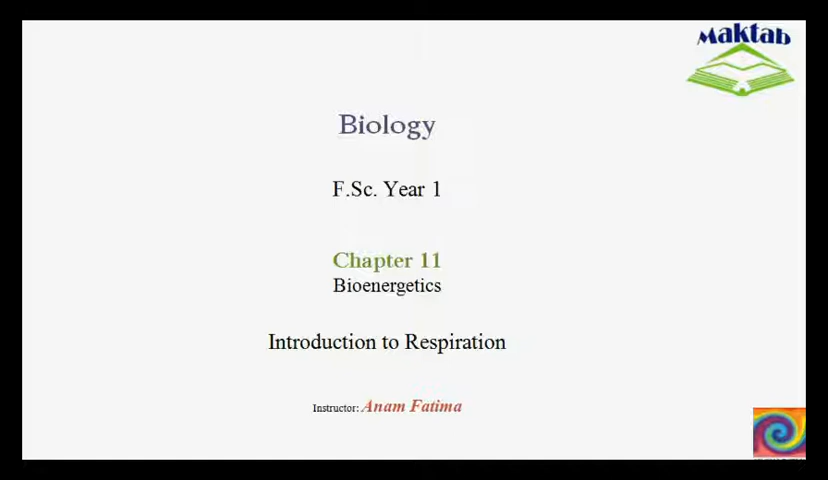 Maktab
Biology
F.Sc. Year 1
Chapter 11
Bioenergetics
Introduction to Respiration
Instructor: Anam Fatima